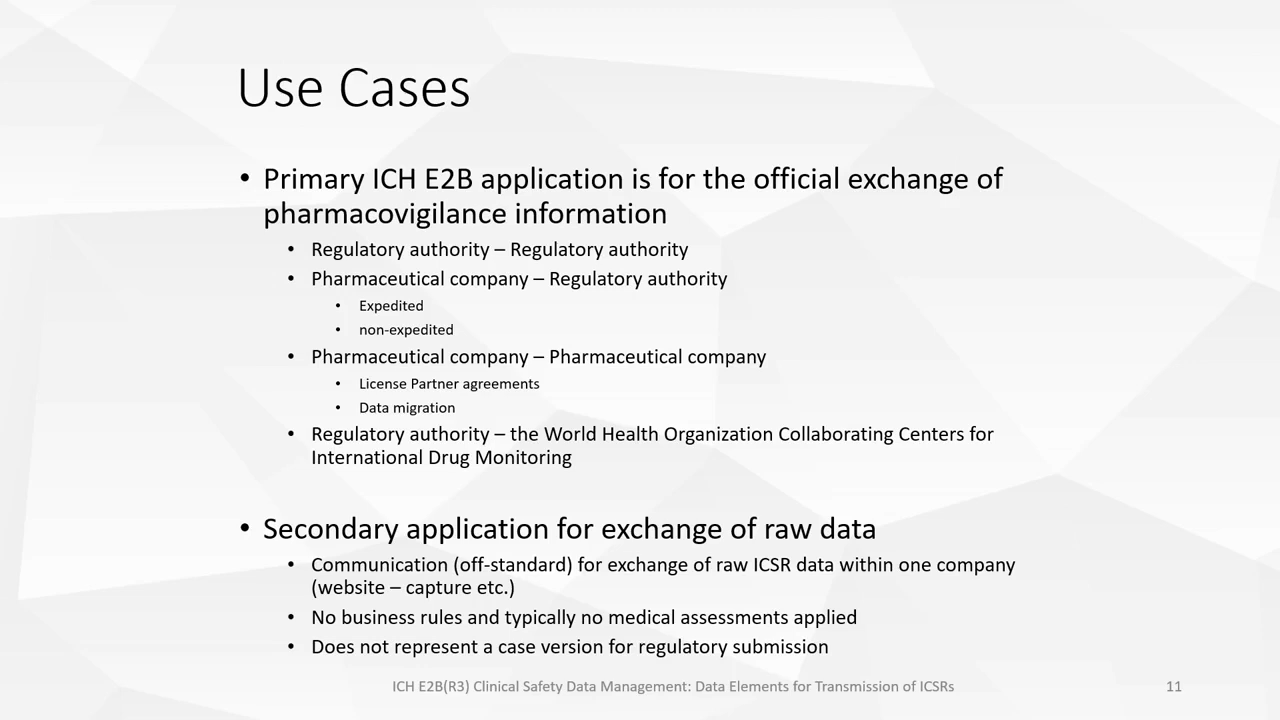 Use Cases
• Primary ICH E2B application is for the official exchange of
pharmacovigilance information
• Regulatory authority – Regulatory authority
• Pharmaceutical company – Regulatory authority
• Expedited
• non-expedited
• Pharmaceutical company – Pharmaceutical company
• License Partner agreements
• Data migration
• Regulatory authority – the World Health Organization Collaborating Centers for
International Drug Monitoring
• Secondary application for exchange of raw data
• Communication (off-standard) for exchange of raw ICSR data within one company
(website – capture etc.)
• No business rules and typically no medical assessments applied
• Does not represent a case version for regulatory submission
ICH E2B(R3) Clinical Safety Data Management: Data Elements for Transmission of ICSRs
11